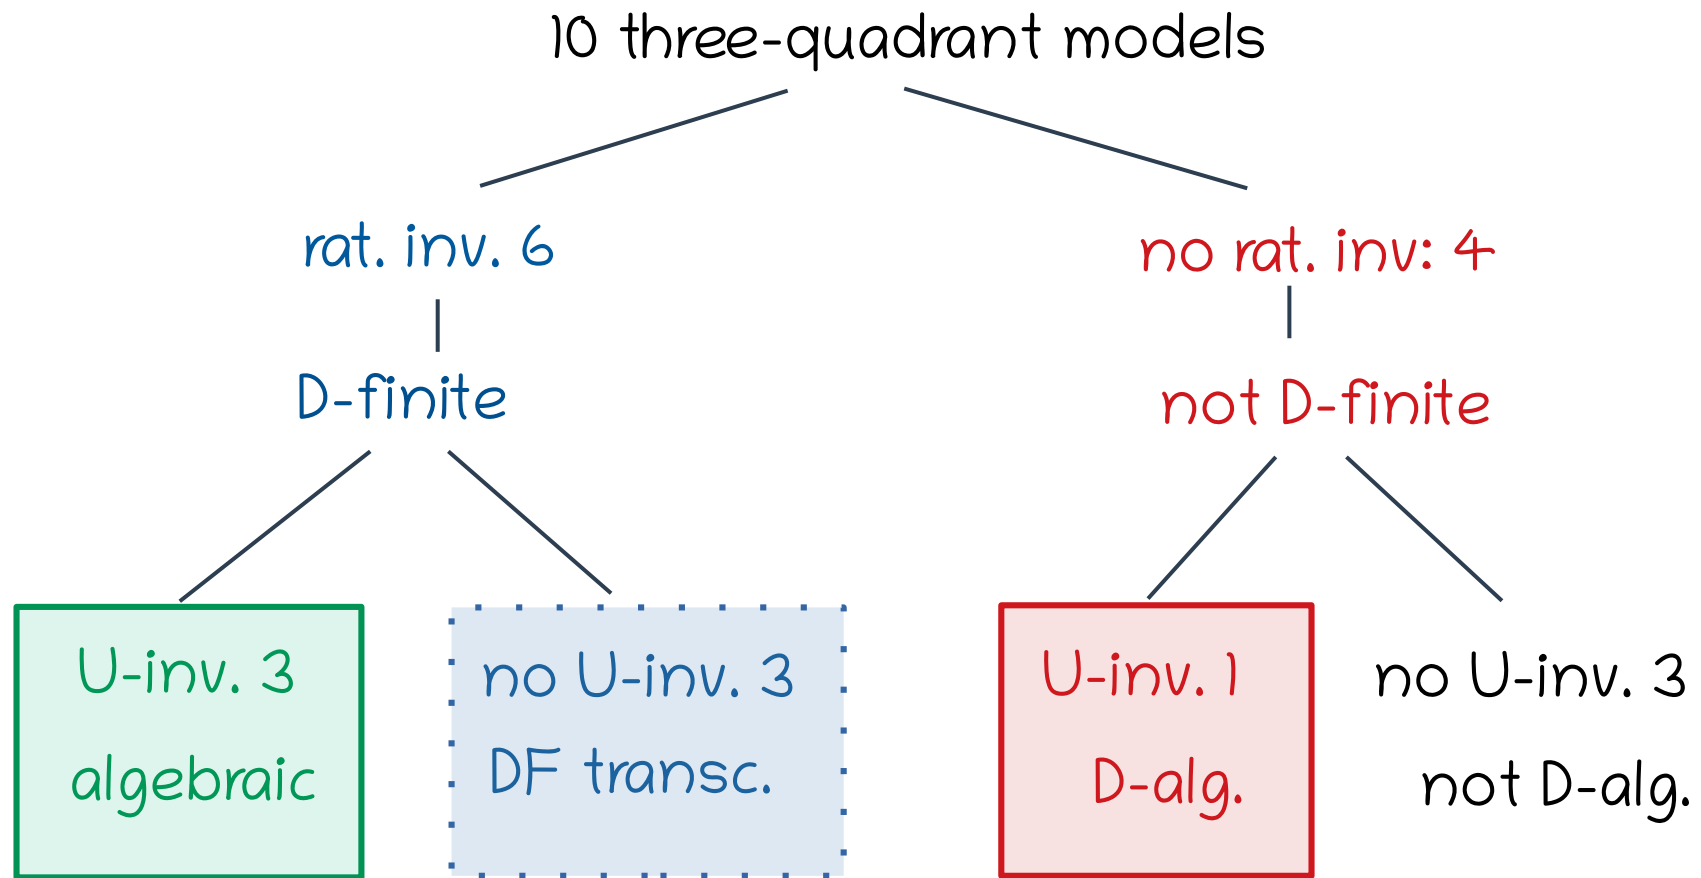 10 three-quadrant models
rat. inv. 6
no rat. inv: 4
D-finite
not D-finite
U-inv. 3
algebraic
no U-inv. 3
DF transc.
U-inv. 1
D-alg.
no U-inv. 3
not D-alg.